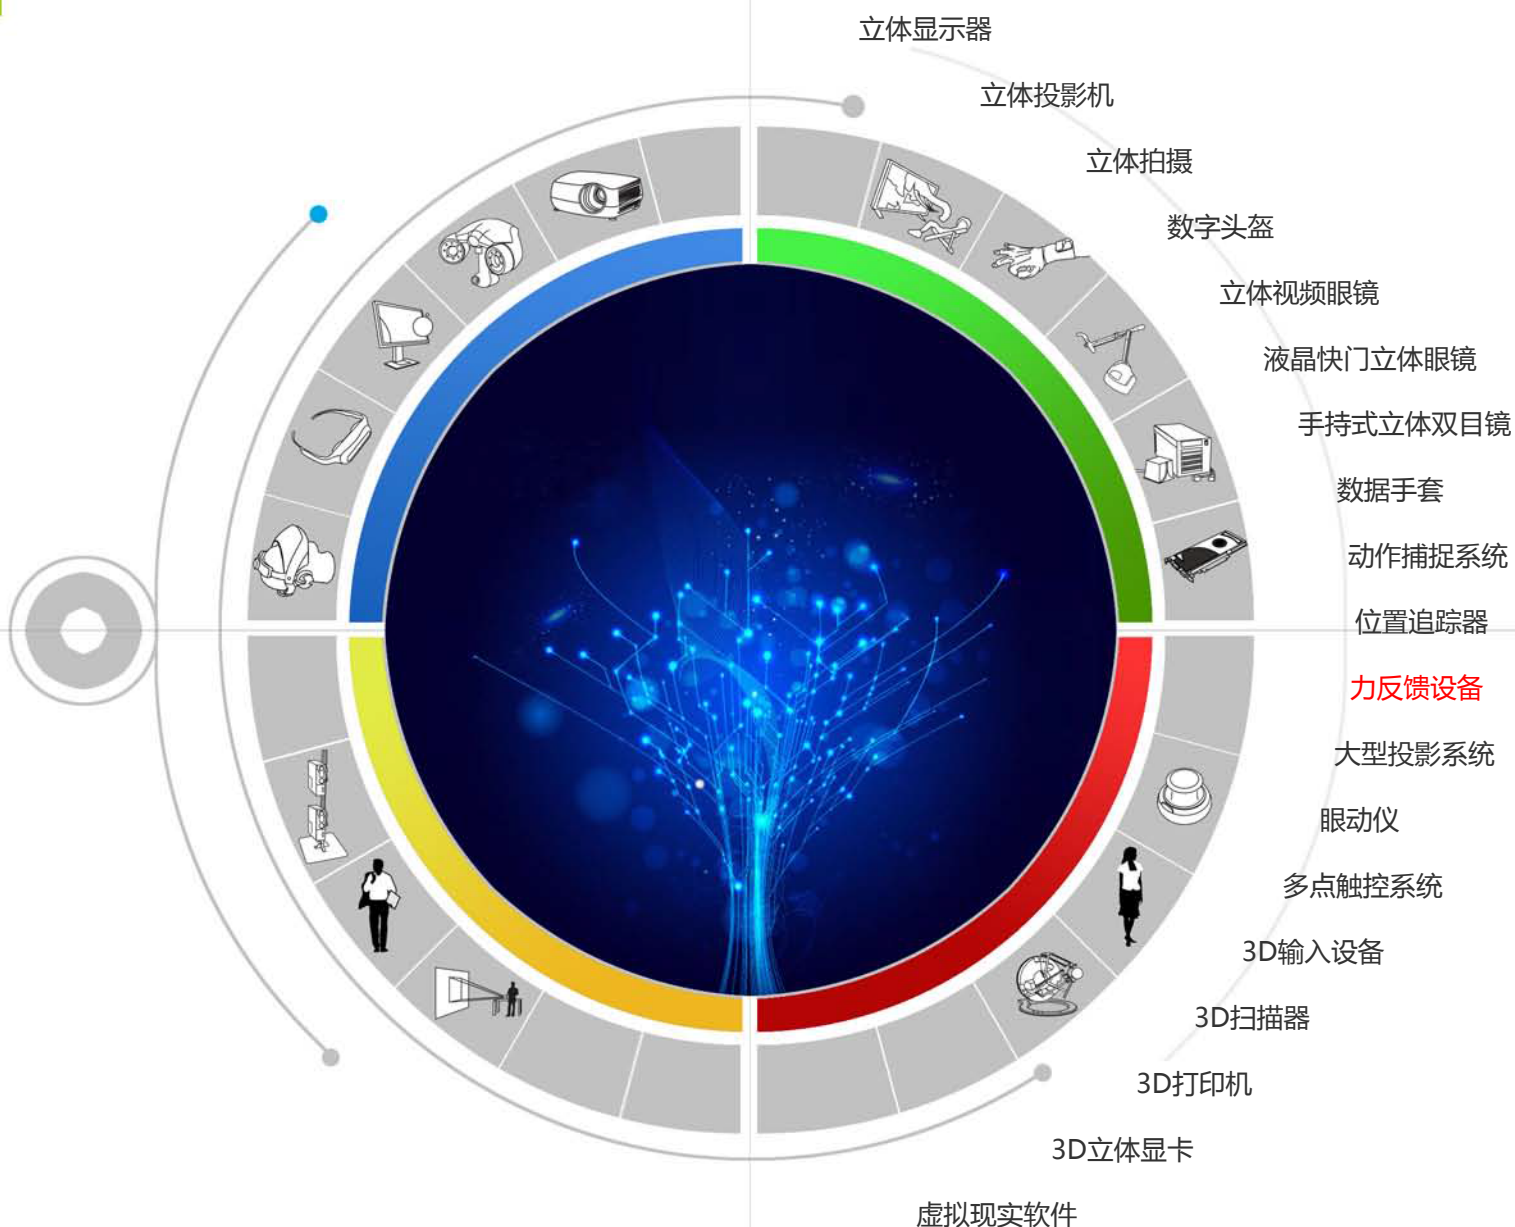 立体显示器
立体投影机
立体拍摄
数字头盔
立体视频眼镜
液晶快门立体眼镜
手持式立体双目镜
数据手套
动作捕捉系统
位置追踪器
力反馈设备
大型投影系统
眼动仪
多点触控系统
3D输入设备
3D扫描器
3D打印机
3D立体显卡
虚拟现实软件